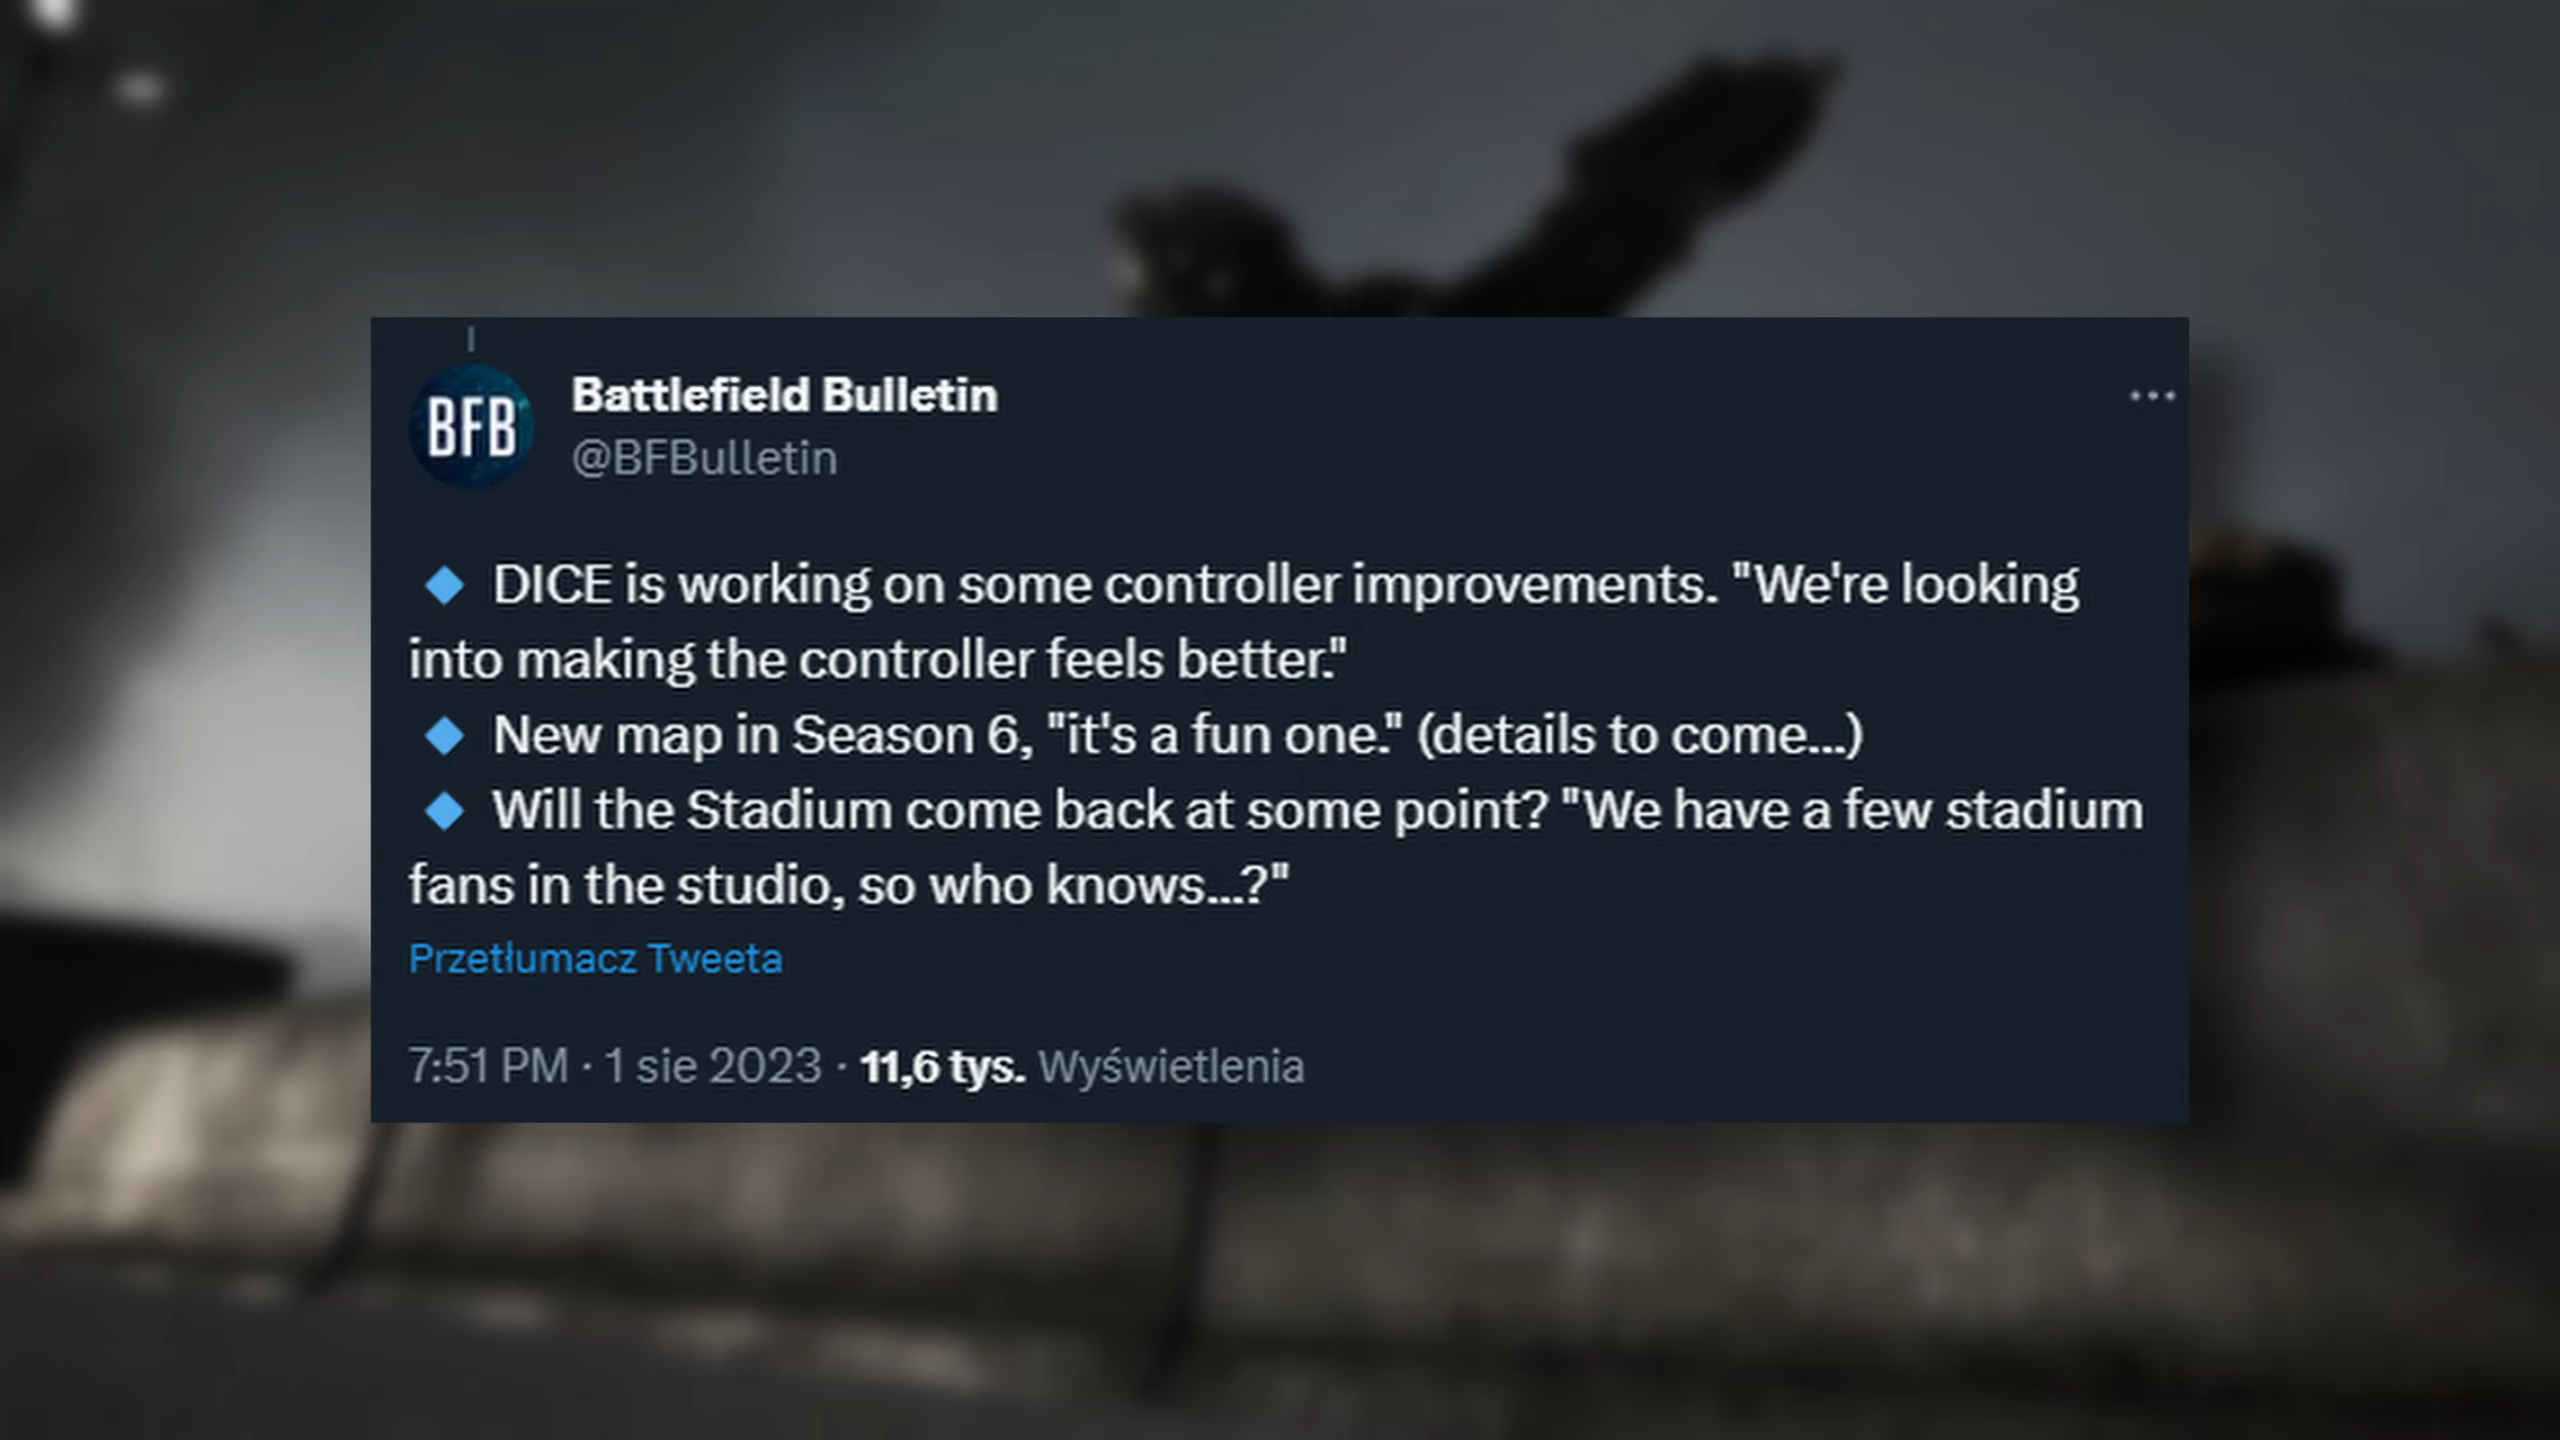 BFB
Battlefield Bulletin
@BFBulletin
🔹 DICE is working on some controller improvements. "We're looking
into making the controller feels better."
🔹 New map in Season 6, "it's a fun one." (details to come...)
🔹 Will the Stadium come back at some point? "We have a few stadium
fans in the studio, so who knows...?"
Przetłumacz Tweeta
7:51 PM · 1 sie 2023 · 11,6 tys. Wyświetlenia